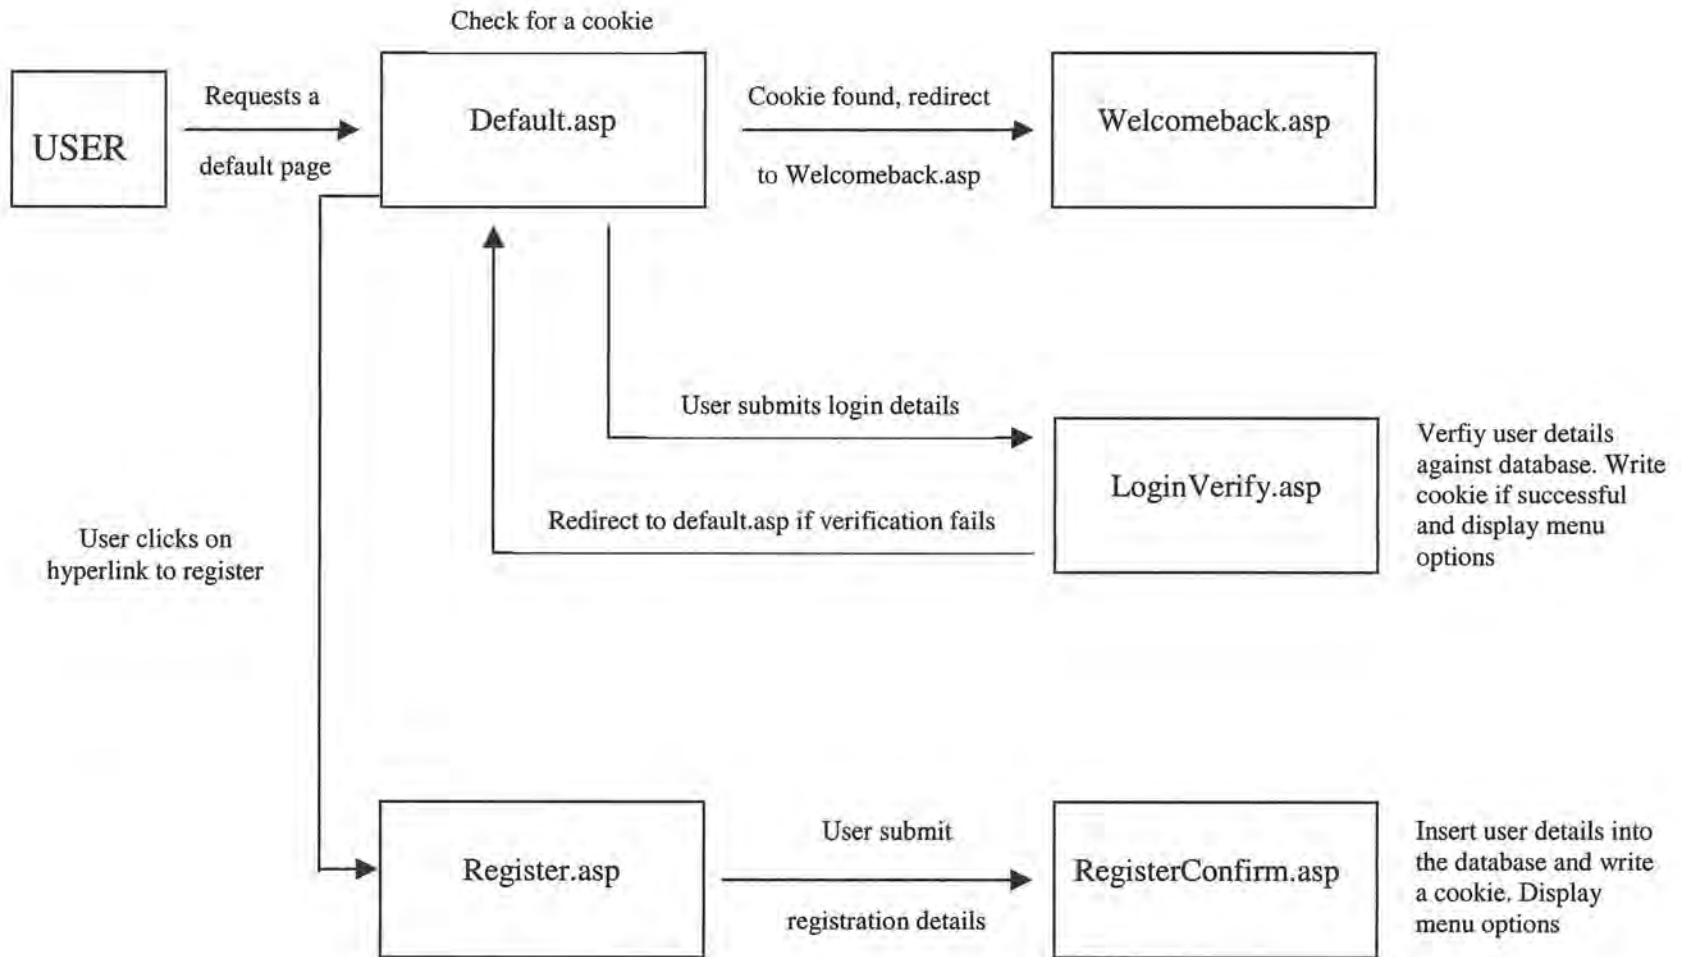 Check for a cookie
USER
Requests a
default page
Default.asp
Cookie found, redirect
to Welcomeback.asp
Welcomeback.asp
User submits login details
Redirect to default.asp if verification fails
LoginVerify.asp
Verfiy user details
against database. Write
cookie if successful
and display menu
options
User clicks on
hyperlink to register
Register.asp
User submit
registration details
RegisterConfirm.asp
Insert user details into
the database and write
a cookie. Display
menu options